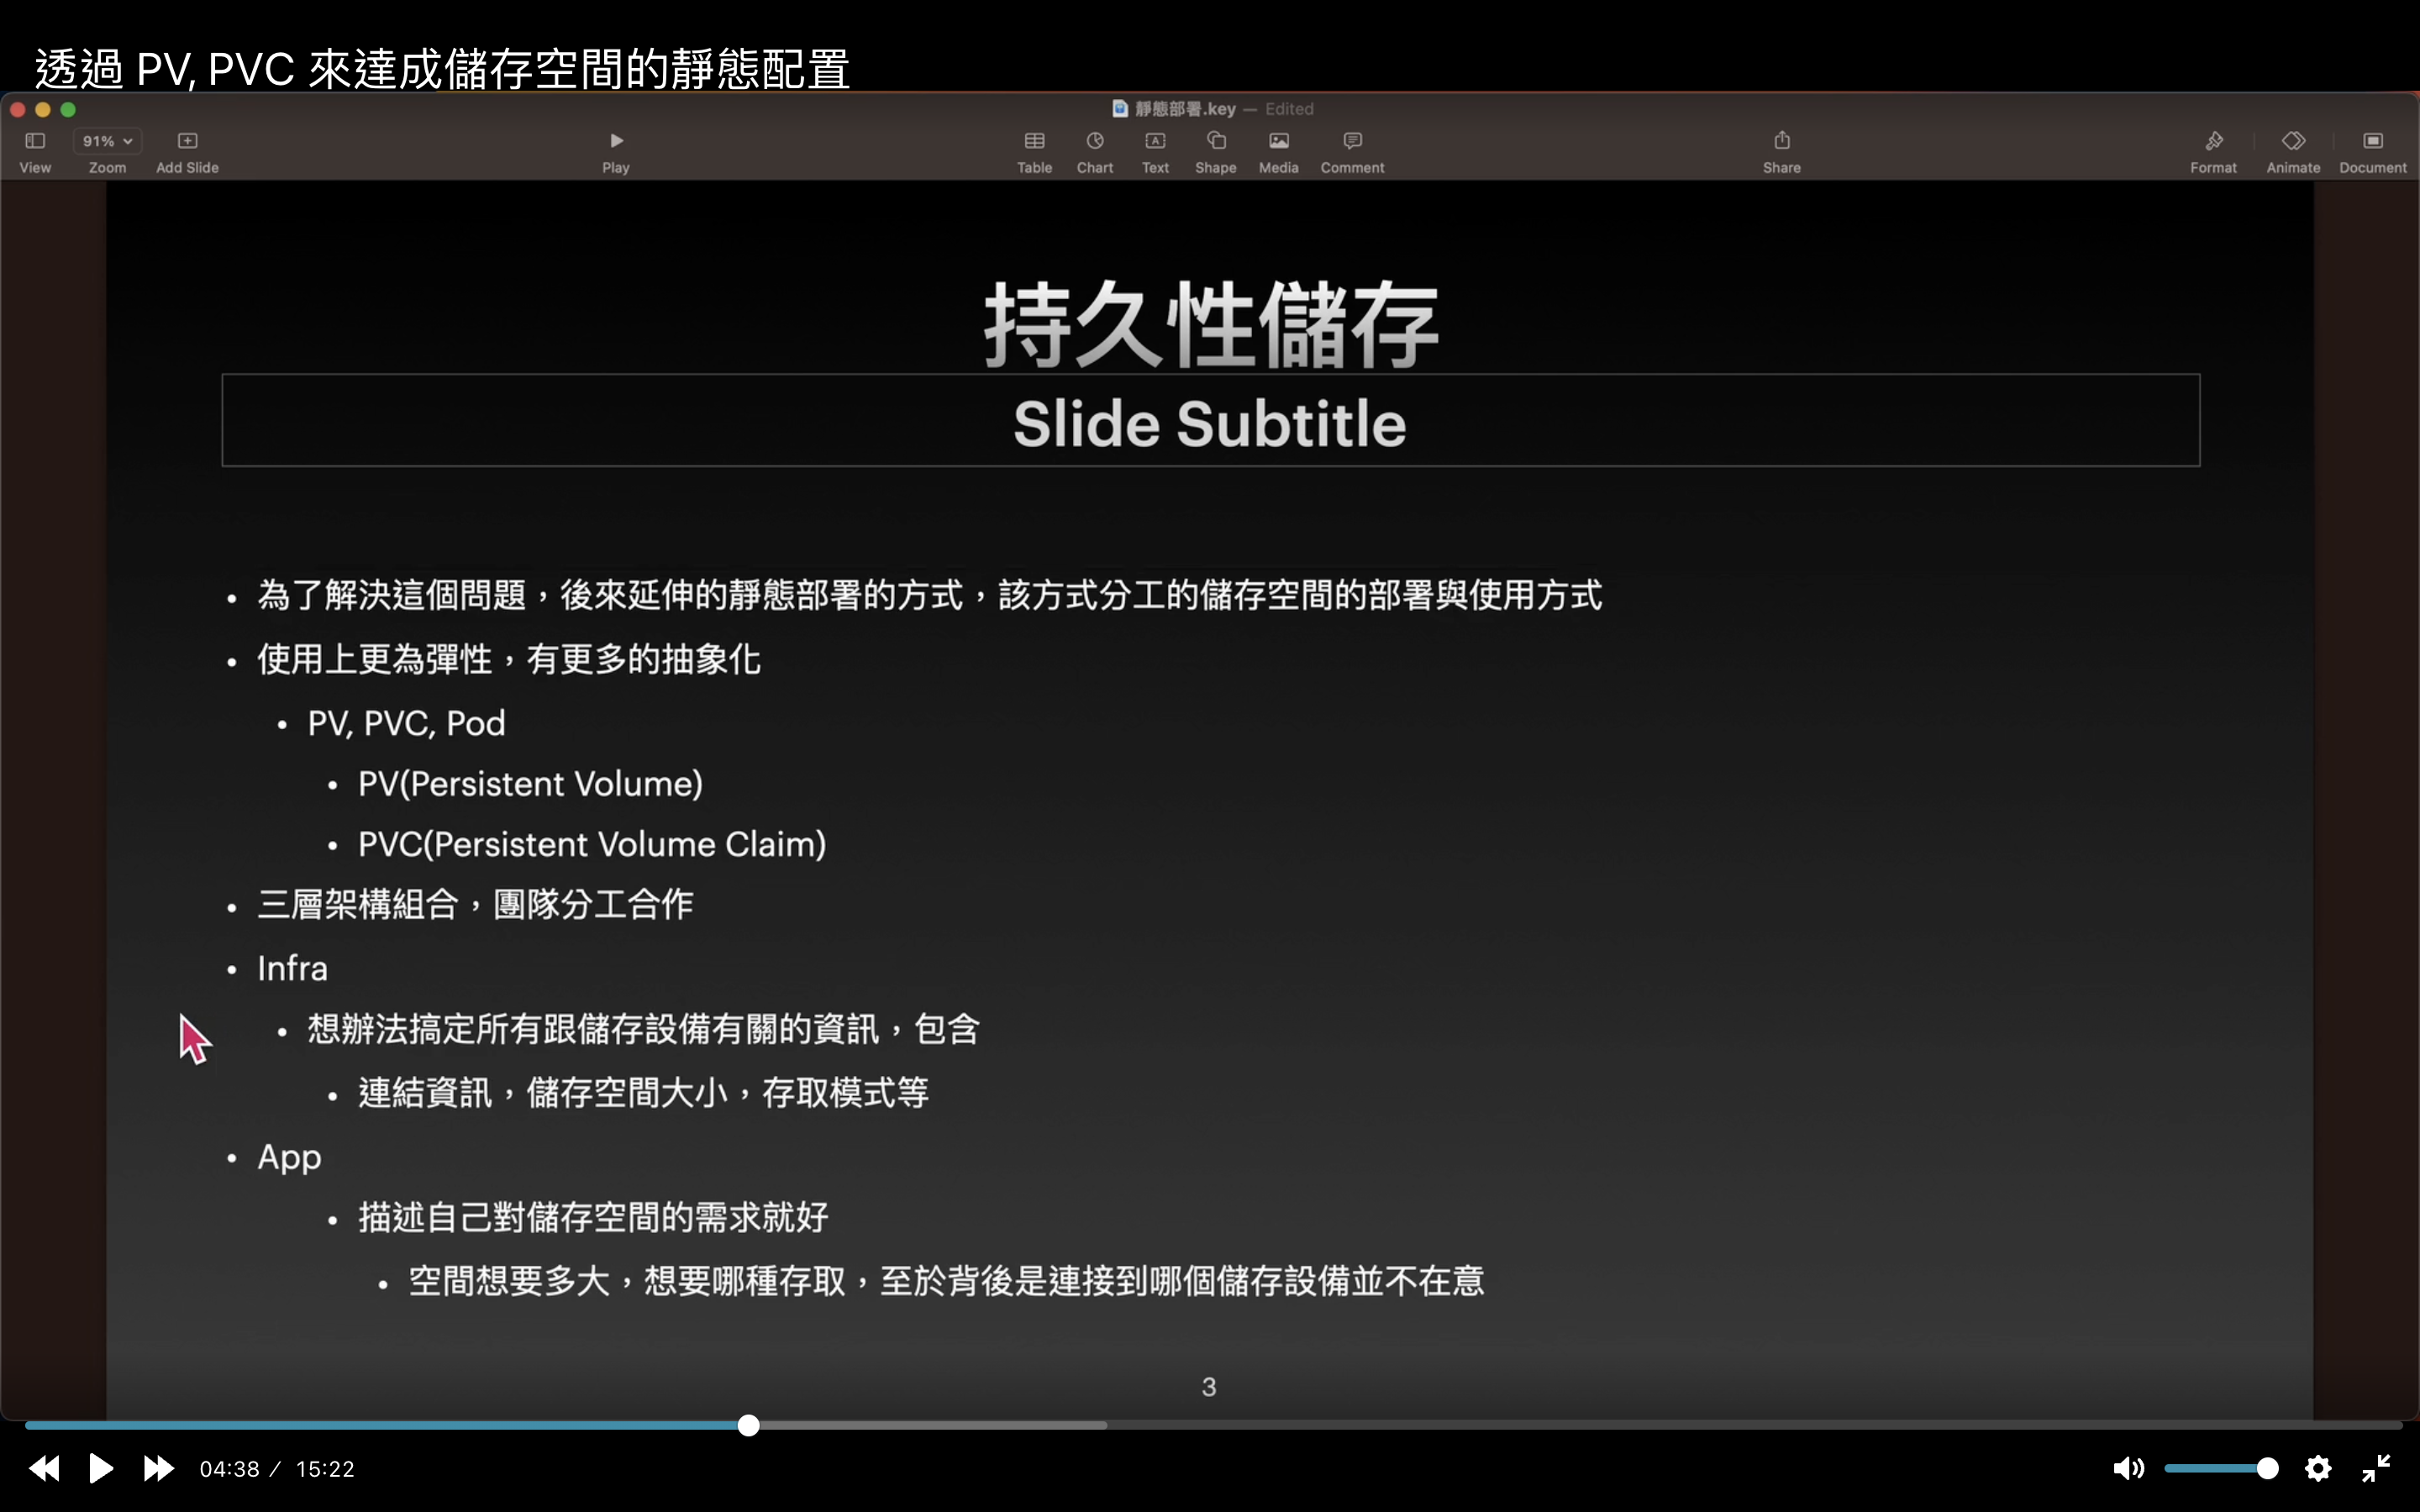 透過 PV, PVC 來達成儲存空間的靜態配置
靜態部署.key — Edited
View
91%
Zoom
Add Slide
Play
Table
Chart
Text
Shape
Media
Comment
Share
Format
Animate
Document
持久性儲存
Slide Subtitle
• 為了解決這個問題，後來延伸的靜態部署的方式，該方式分工的儲存空間的部署與使用方式
• 使用上更為彈性，有更多的抽象化
• PV, PVC, Pod
• PV(Persistent Volume)
• PVC(Persistent Volume Claim)
• 三層架構組合，團隊分工合作
• Infra
• 想辦法搞定所有跟儲存設備有關的資訊，包含
• 連結資訊，儲存空間大小，存取模式等
• App
• 描述自己對儲存空間的需求就好
• 空間想要多大，想要哪種存取，至於背後是連接到哪個儲存設備並不在意
3
04:38 / 15:22